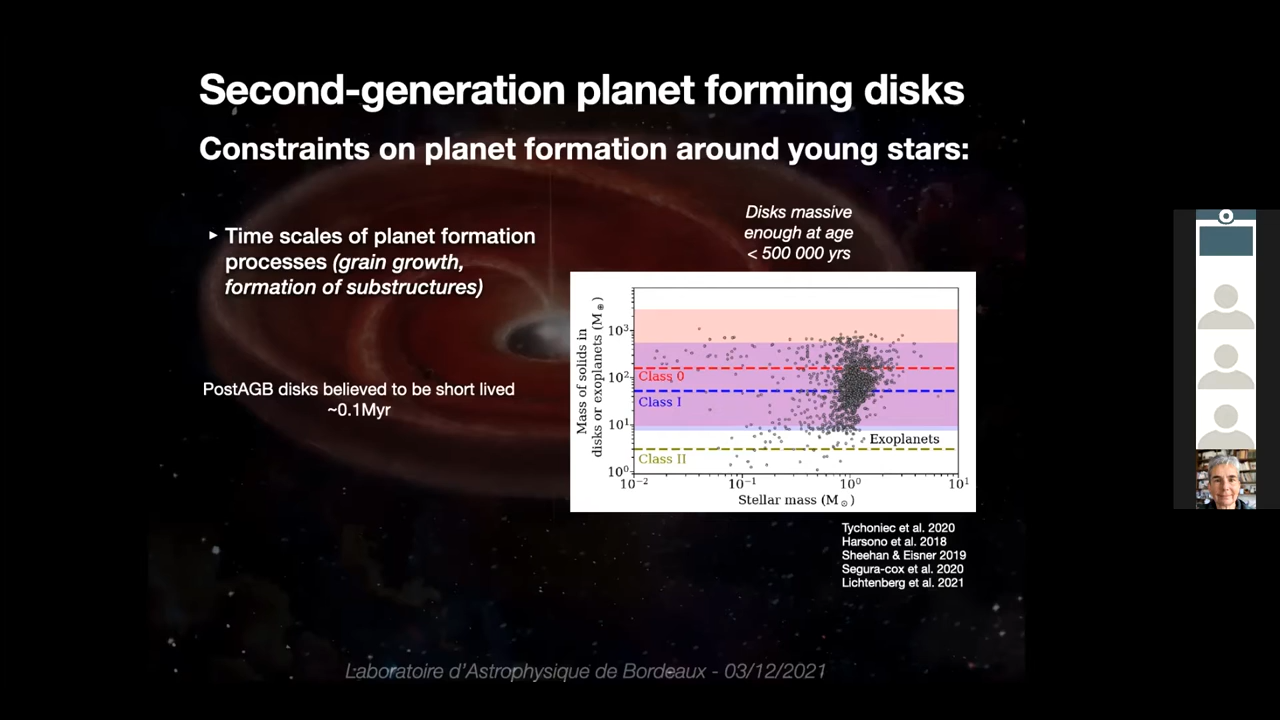 Second-generation planet forming disks
Constraints on planet formation around young stars:
▸ Time scales of planet formation
processes (grain growth,
formation of substructures)
PostAGB disks believed to be short lived
~0.1Myr
Disks massive
enough at age
< 500 000 yrs
Mass of solids in
disks or exoplanets (M⊕)
10³
10²
10¹
10⁰
Class 0
Class I
Exoplanets
Class II
10⁻²
10⁻¹
10⁰
10¹
Stellar mass (M⊙)
Tychoniec et al. 2020
Harsono et al. 2018
Sheehan & Eisner 2019
Segura-cox et al. 2020
Lichtenberg et al. 2021
Laboratoire d'Astrophysique de Bordeaux - 03/12/2021